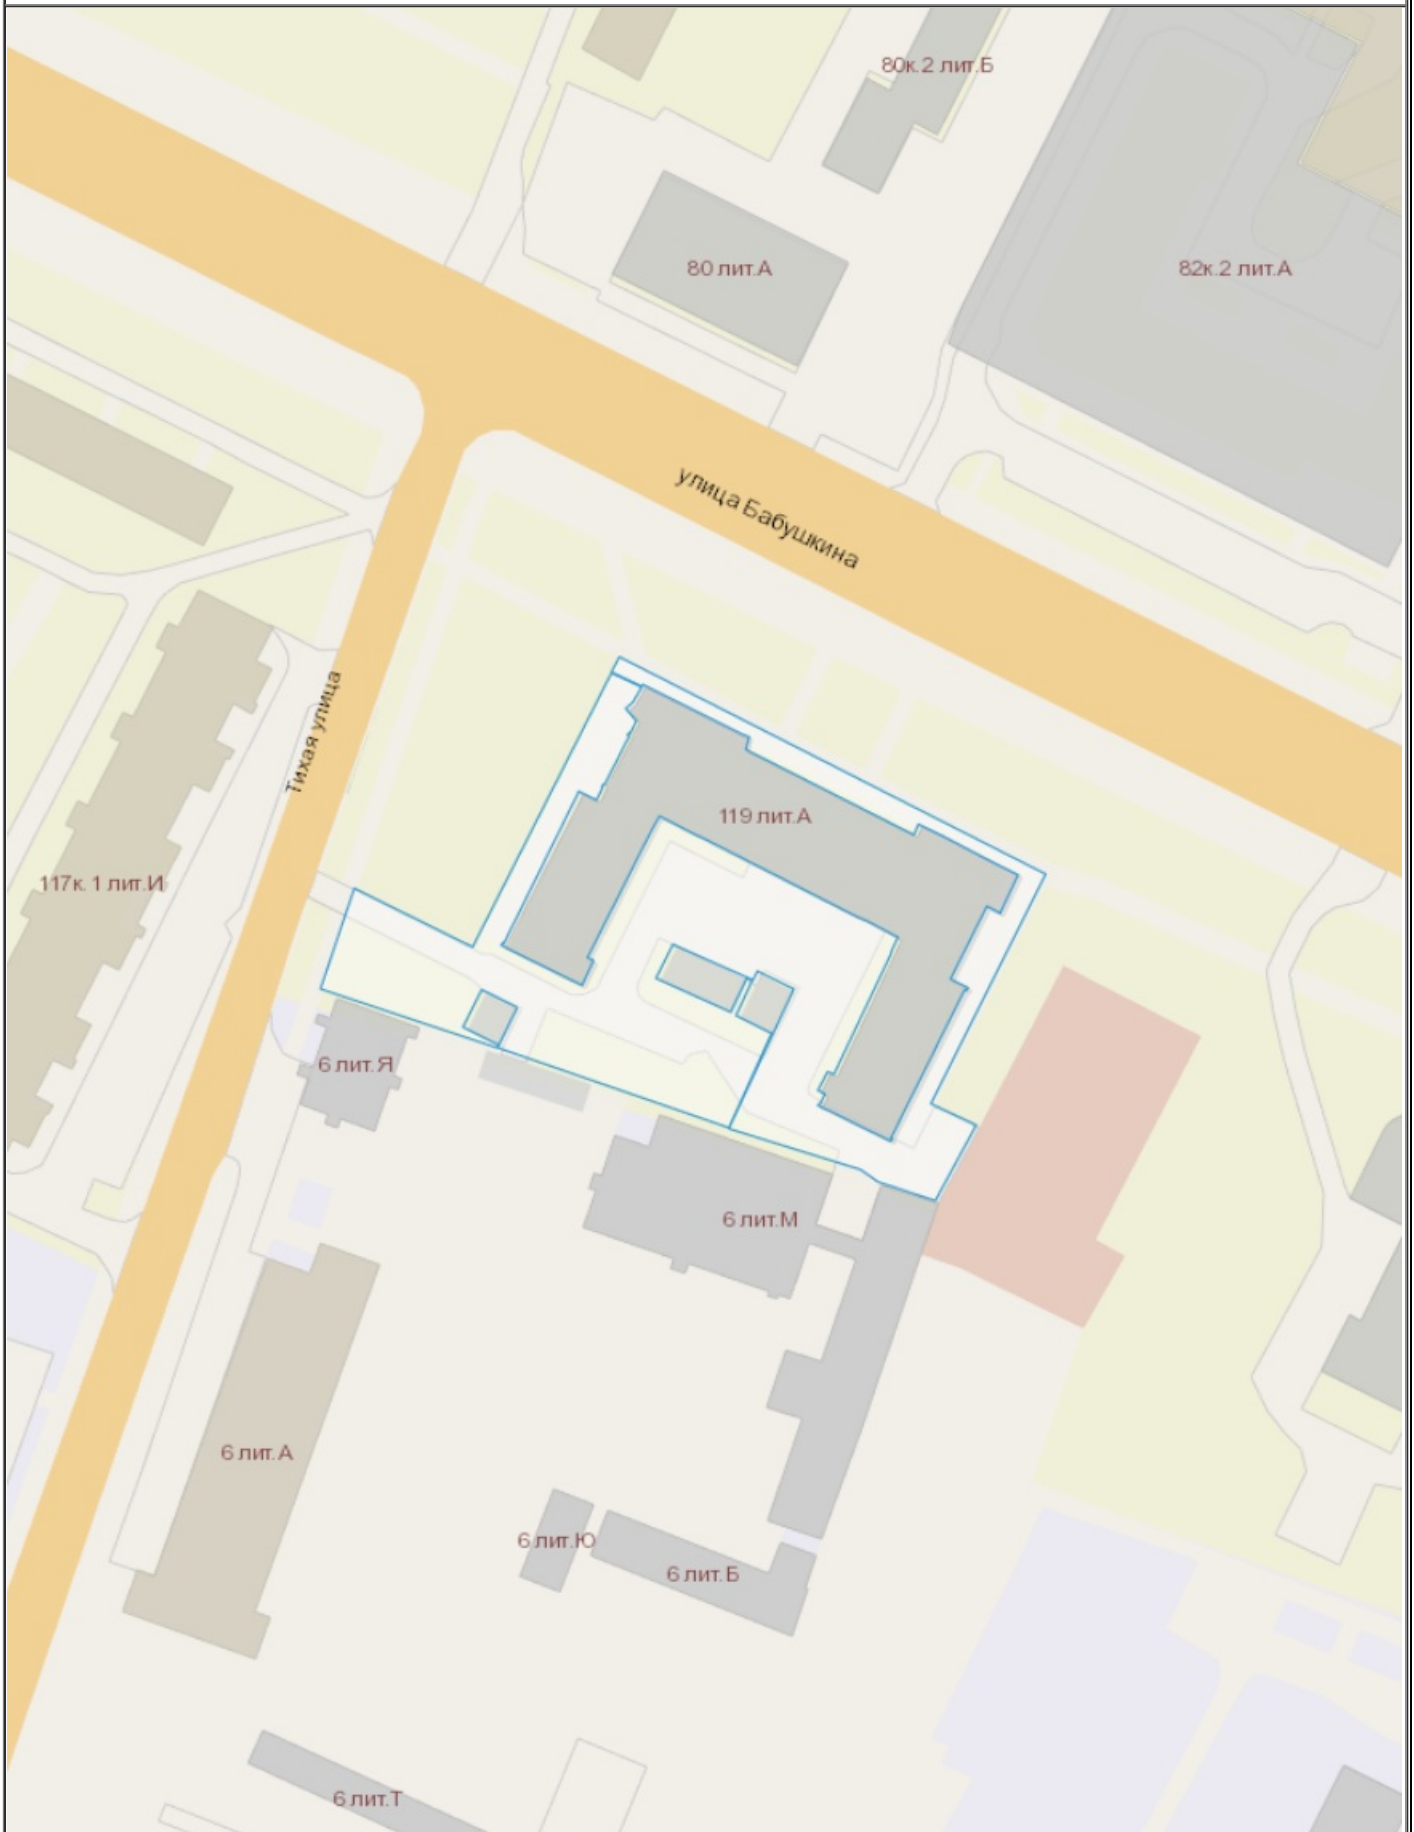 80к.2 лит.Б
80 лит.А
82к.2 лит.А
улица Бабушкина
Тихая улица
119 лит.А
117к.1 лит.И
6 лит.Я
6 лит.М
6 лит.А
6 лит.Ю
6 лит.Б
6 лит.Т